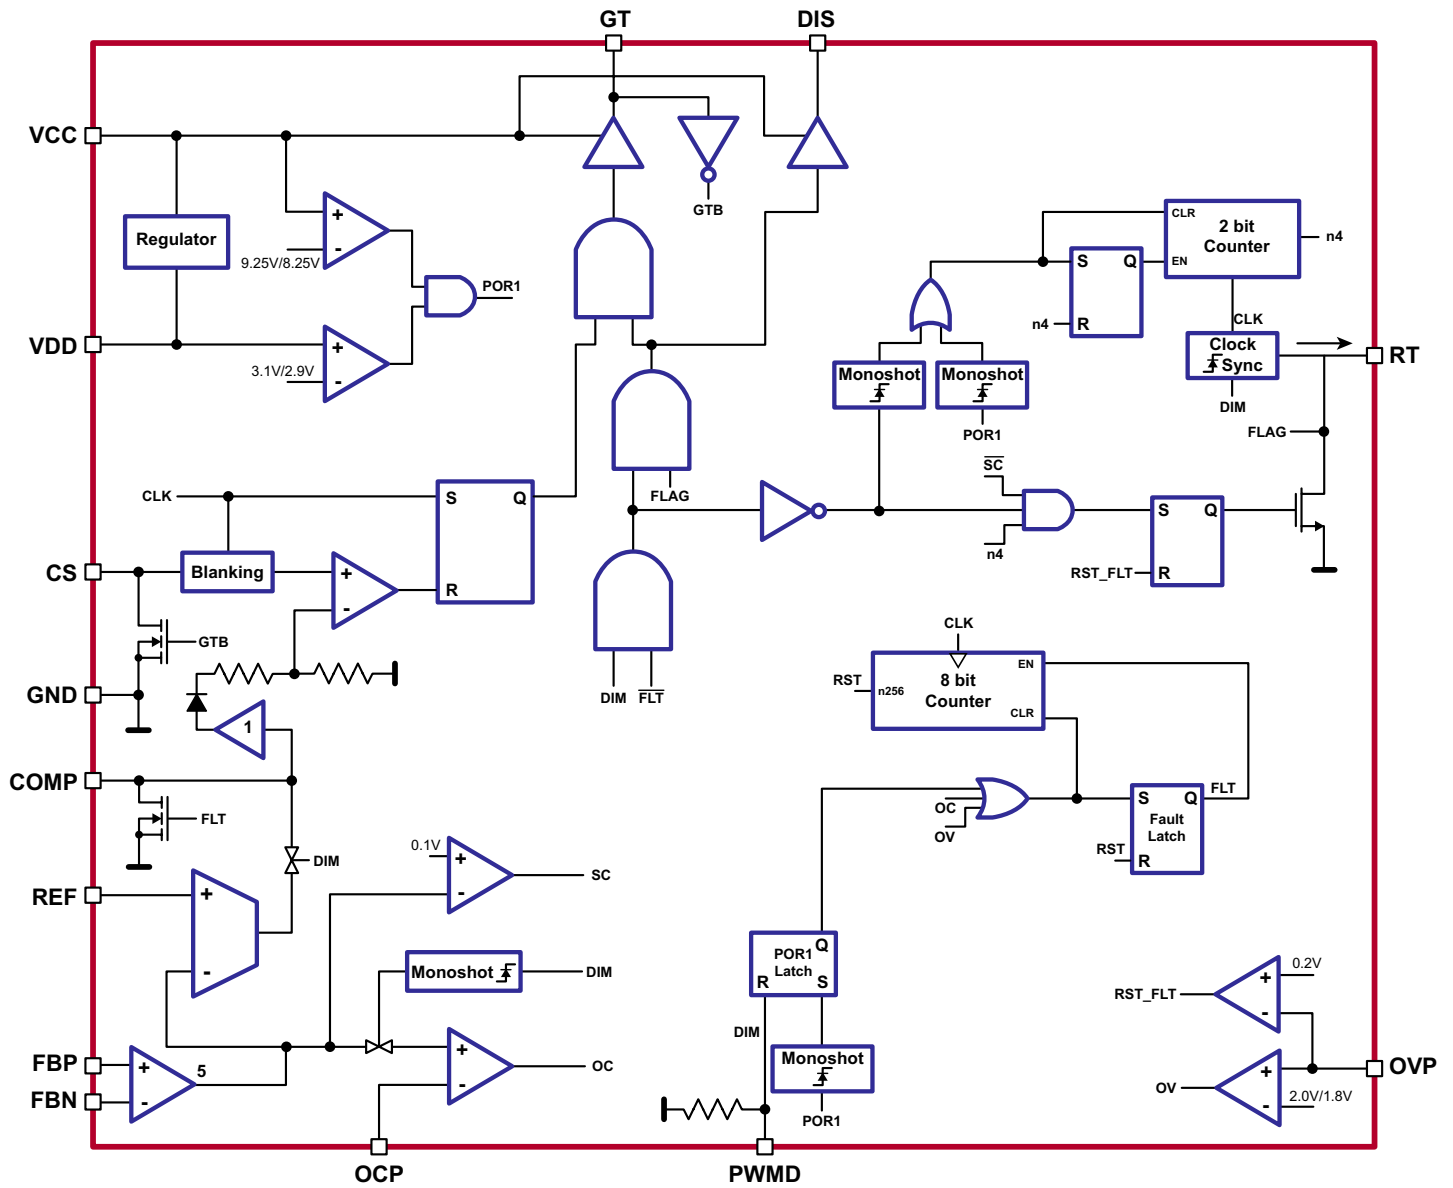 GT
DIS
VCC
GTB
Regulator
+
-
9.25V/8.25V
POR1
VDD
+
-
3.1V/2.9V
CLR
2 bit
Counter
EN
n4
S
Q
R
n4
CLK
Clock
Sync
DIM
RT
Monoshot
Monoshot
POR1
FLAG
SC
n4
S
Q
R
RST_FLT
CLK
S
Q
R
FLAG
CS
Blanking
+
-
GTB
GND
1
DIM
FLT
CLK
EN
8 bit
Counter
n256
CLR
RST
COMP
FLT
DIM
OC
OV
S
Q
Fault
Latch
R
FLT
RST
0.1V
+
-
SC
REF
+
-
Monoshot
DIM
Q
POR1
Latch
R
S
DIM
Monoshot
POR1
0.2V
+
-
RST_FLT
FBP
FBN
+
-
5
+
-
OC
OV
+
-
2.0V/1.8V
OVP
OCP
PWMD